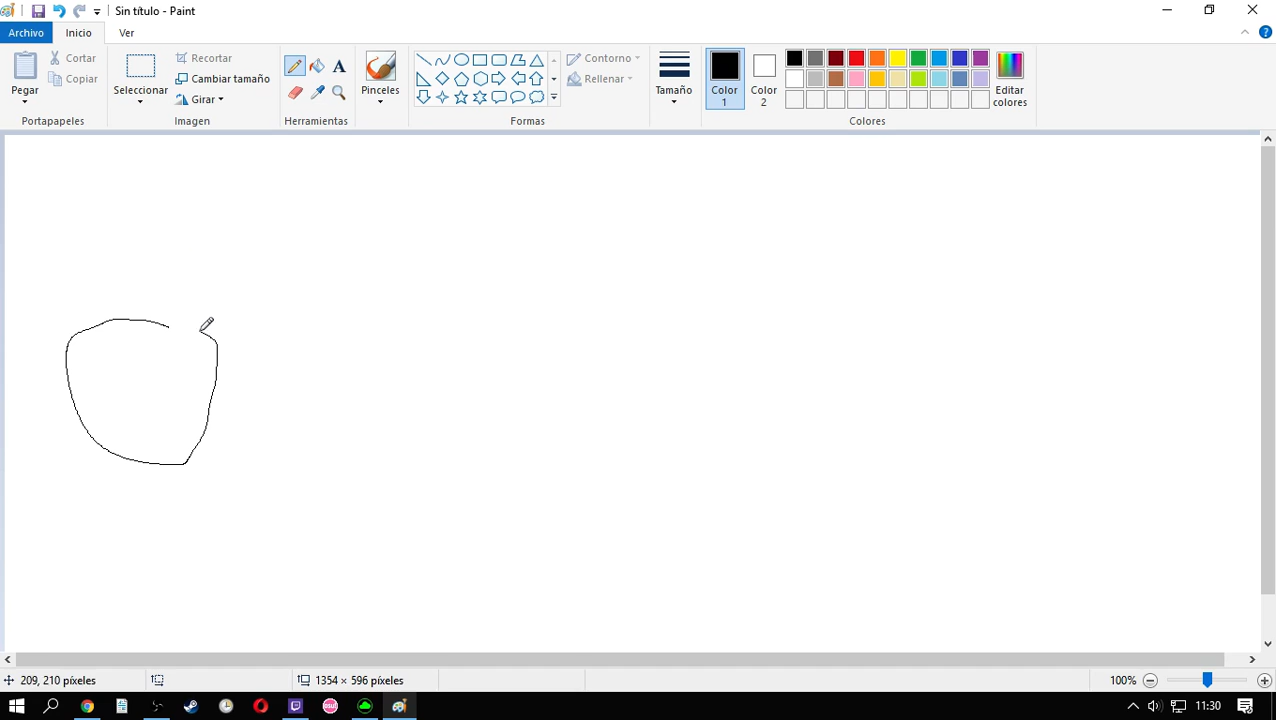 Sin título - Paint
Archivo Inicio Ver
Pegar
Cortar
Copiar
Portapapeles
Seleccionar
Recortar
Cambiar tamaño
Girar
Imagen
A
Herramientas
Pinceles
Formas
Contorno
Rellenar
Tamaño
Color
1
Color
2
Editar
colores
Colores
209, 210 píxeles
1354 × 596 píxeles
100%
osu!
11:30